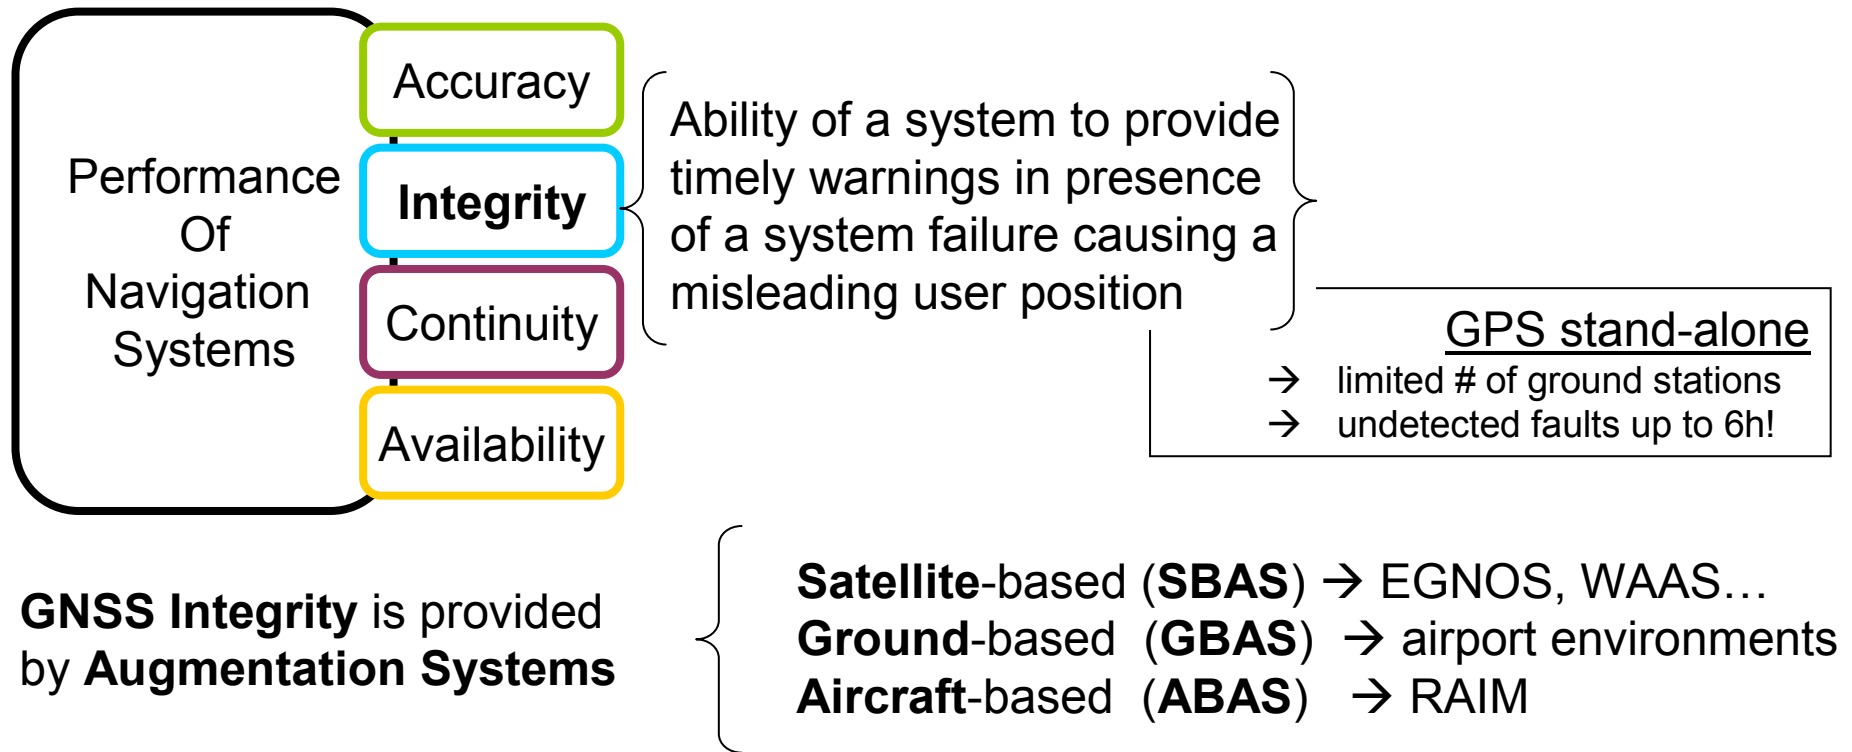 Performance
Of
Navigation
Systems
Accuracy
Integrity
Continuity
Availability
Ability of a system to provide
timely warnings in presence
of a system failure causing a
misleading user position
GPS stand-alone
→ limited # of ground stations
→ undetected faults up to 6h!
GNSS Integrity is provided
by Augmentation Systems
Satellite-based (SBAS) → EGNOS, WAAS…
Ground-based (GBAS) → airport environments
Aircraft-based (ABAS) → RAIM